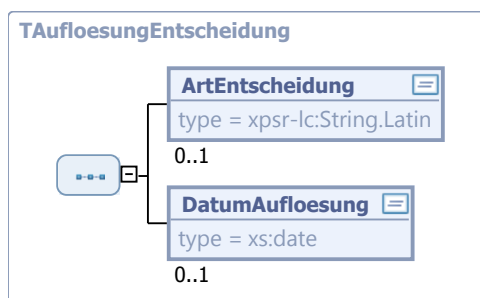 TAufloesungEntscheidung
ArtEntscheidung
type = xpsr-lc:String.Latin
0..1
DatumAufloesung
type = xs:date
0..1